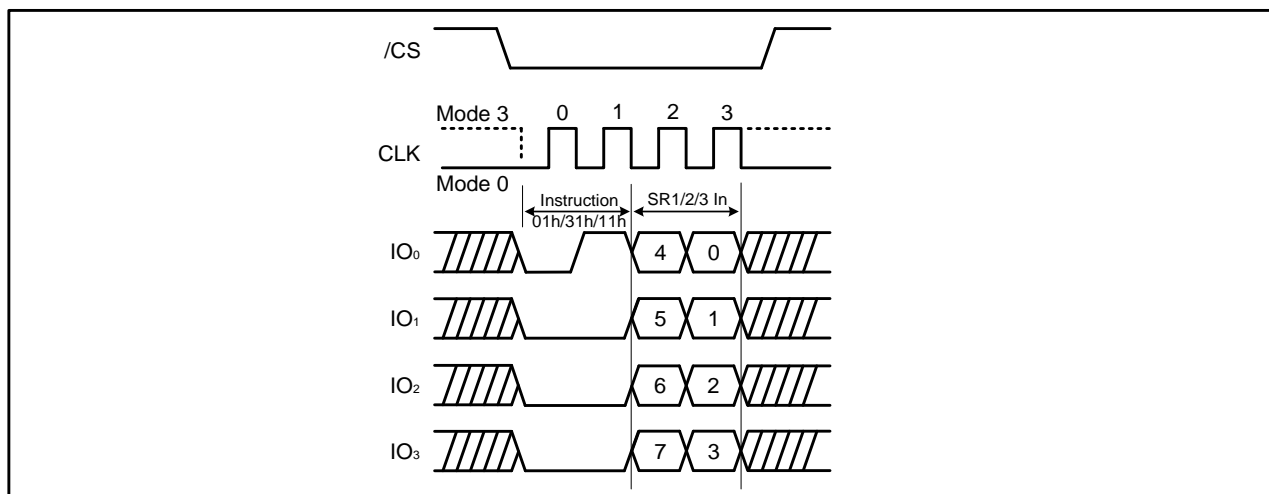 /CS
Mode 3 0 1 2 3
CLK
Mode 0
Instruction SR1/2/3 In
01h/31h/11h
IO₀ 4 0
IO₁ 5 1
IO₂ 6 2
IO₃ 7 3